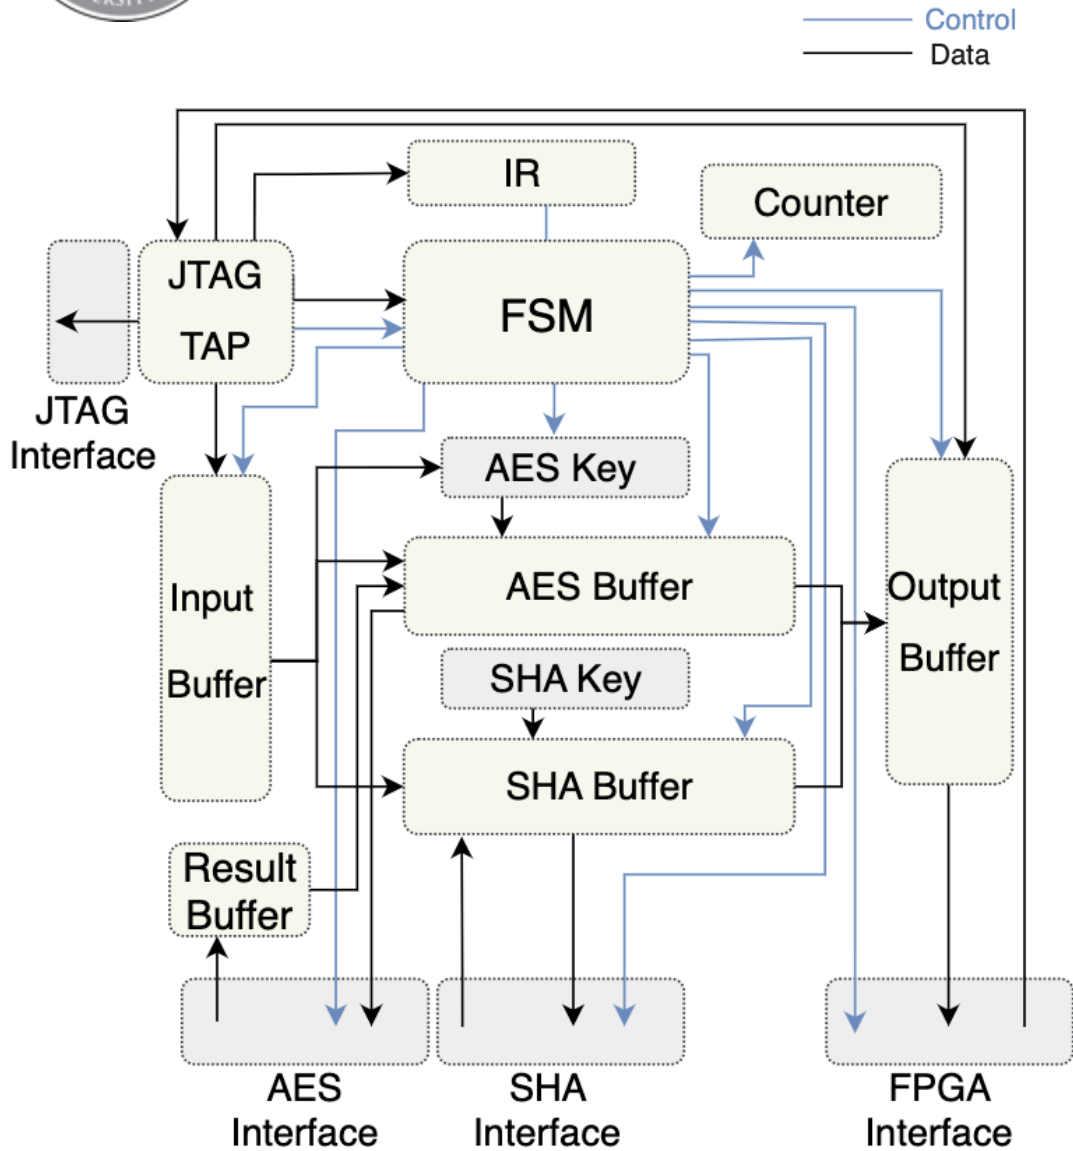 ERSITY
Control
Data
IR
Counter
JTAG
TAP
FSM
JTAG
Interface
AES Key
Input
Buffer
AES Buffer
Output
Buffer
SHA Key
SHA Buffer
Result
Buffer
AES
Interface
SHA
Interface
FPGA
Interface